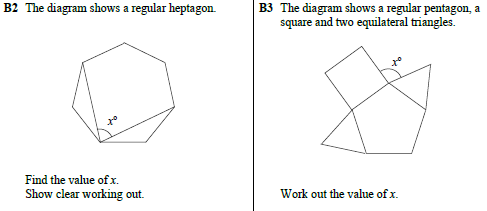 B2 The diagram shows a regular heptagon.
x°
Find the value of x.
Show clear working out.
B3 The diagram shows a regular pentagon, a
square and two equilateral triangles.
x°
Work out the value of x.